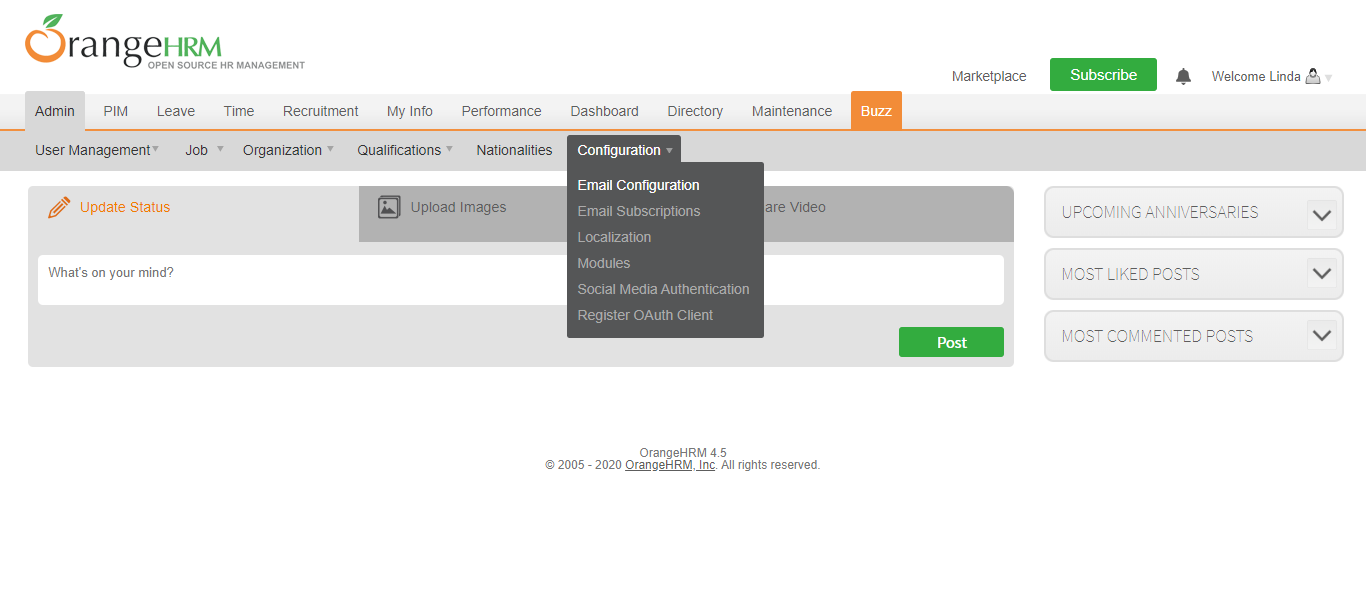 OrangeHRM
OPEN SOURCE HR MANAGEMENT
Marketplace
Subscribe
Welcome Linda
Admin PIM Leave Time Recruitment My Info Performance Dashboard Directory Maintenance Buzz
User Management Job Organization Qualifications Nationalities Configuration
Email Configuration
Email Subscriptions
Localization
Modules
Social Media Authentication
Register OAuth Client
Update Status
Upload Images
are Video
What's on your mind?
Post
UPCOMING ANNIVERSARIES
MOST LIKED POSTS
MOST COMMENTED POSTS
OrangeHRM 4.5
© 2005 - 2020 OrangeHRM, Inc. All rights reserved.